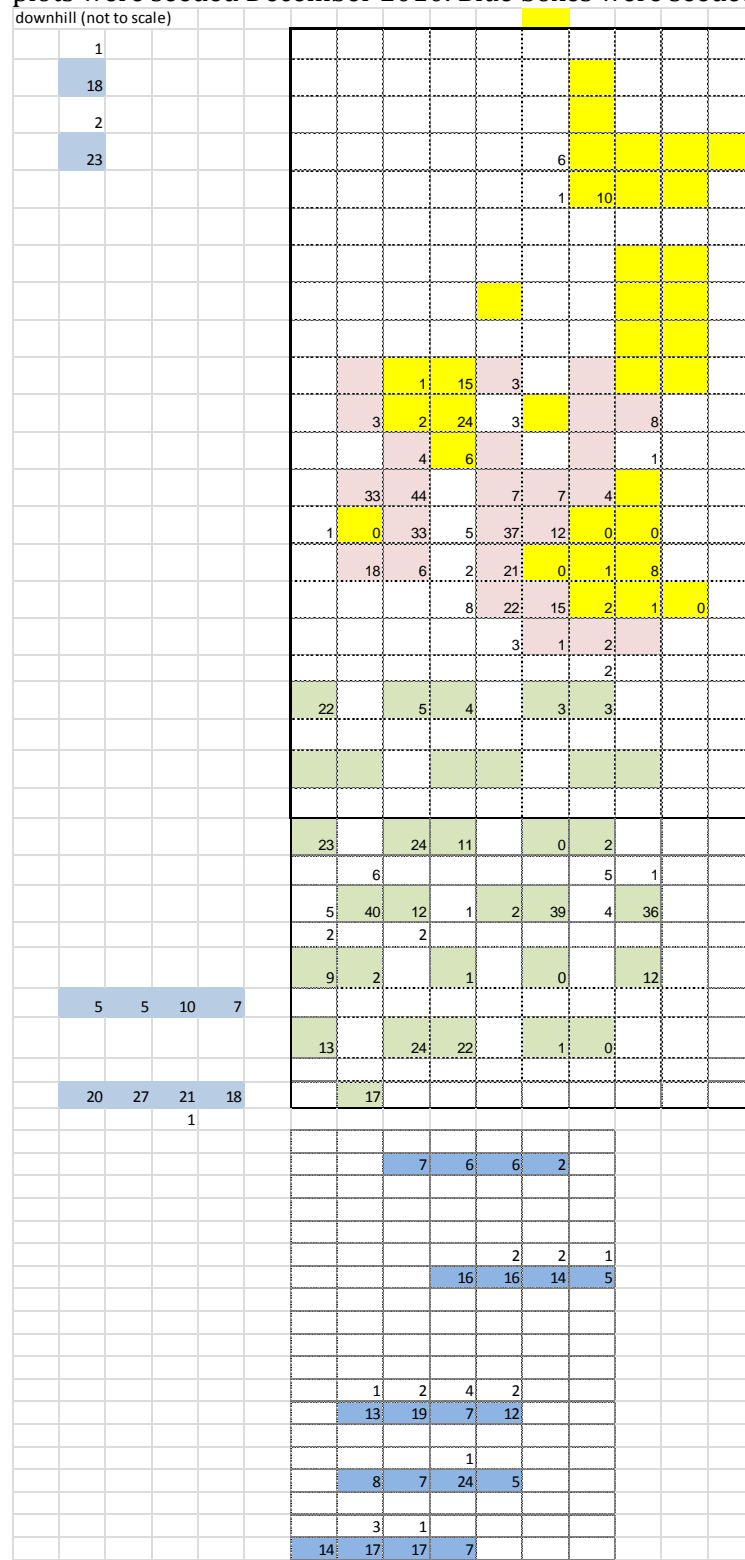 plots were seeded December 2010. Blue boxes were seede
downhill (not to scale)
1
18
2
23 6
1 10
1 15 3
3 2 24 3 8
4 6 1
33 44 7 7 4
1 0 33 5 37 12 0 0
18 6 2 21 0 1 8
8 22 15 2 1 0
3 1 2
2
22 5 4 3 3
23 24 11 0 2
6 5 1
5 40 12 1 2 39 4 36
2 2
9 2 1 0 12
5 5 10 7
13 24 22 1 0
20 27 21 18 17
1
7 6 6 2
2 2 1
16 16 14 5
1 2 4 2
13 19 7 12
1
8 7 24 5
3 1
14 17 17 7